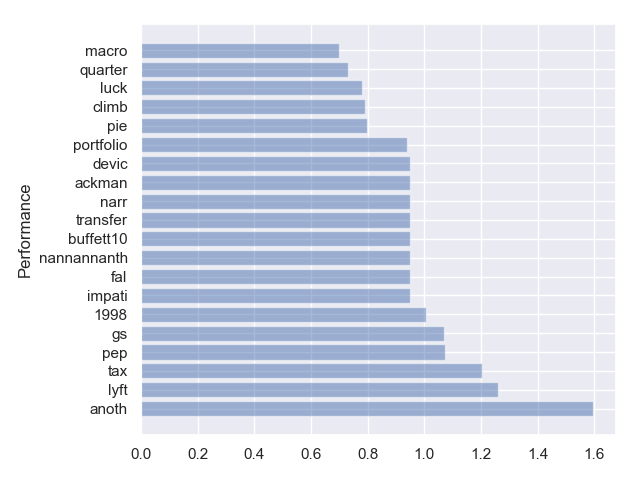 macro
quarter
luck
climb
pie
portfolio
devic
ackman
narr
transfer
buffett10
nannannanth
fal
impati
1998
gs
pep
tax
lyft
anoth
Performance
0.0 0.2 0.4 0.6 0.8 1.0 1.2 1.4 1.6